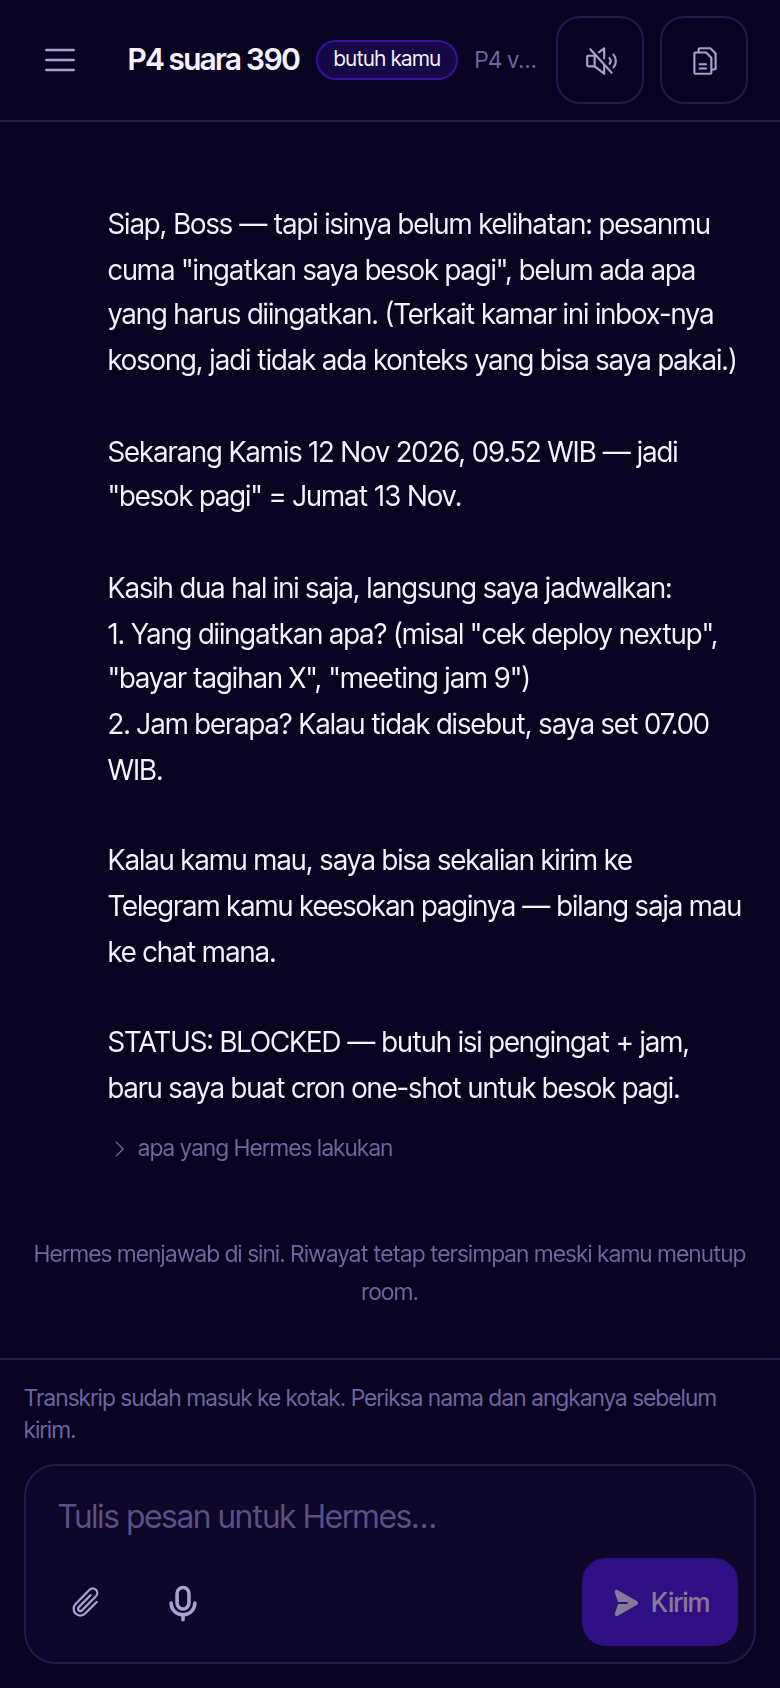 P4 suara 390
butuh kamu
P4 v...
Siap, Boss — tapi isinya belum kelihatan: pesanmu
cuma "ingatkan saya besok pagi", belum ada apa
yang harus diingatkan. (Terkait kamar ini inbox-nya
kosong, jadi tidak ada konteks yang bisa saya pakai.)
Sekarang Kamis 12 Nov 2026, 09.52 WIB — jadi
"besok pagi" = Jumat 13 Nov.
Kasih dua hal ini saja, langsung saya jadwalkan:
1. Yang diingatkan apa? (misal "cek deploy nextup",
"bayar tagihan X", "meeting jam 9")
2. Jam berapa? Kalau tidak disebut, saya set 07.00
WIB.
Kalau kamu mau, saya bisa sekalian kirim ke
Telegram kamu keesokan paginya — bilang saja mau
ke chat mana.
STATUS: BLOCKED — butuh isi pengingat + jam,
baru saya buat cron one-shot untuk besok pagi.
apa yang Hermes lakukan
Hermes menjawab di sini. Riwayat tetap tersimpan meski kamu menutup
room.
Transkrip sudah masuk ke kotak. Periksa nama dan angkanya sebelum
kirim.
Tulis pesan untuk Hermes...
Kirim